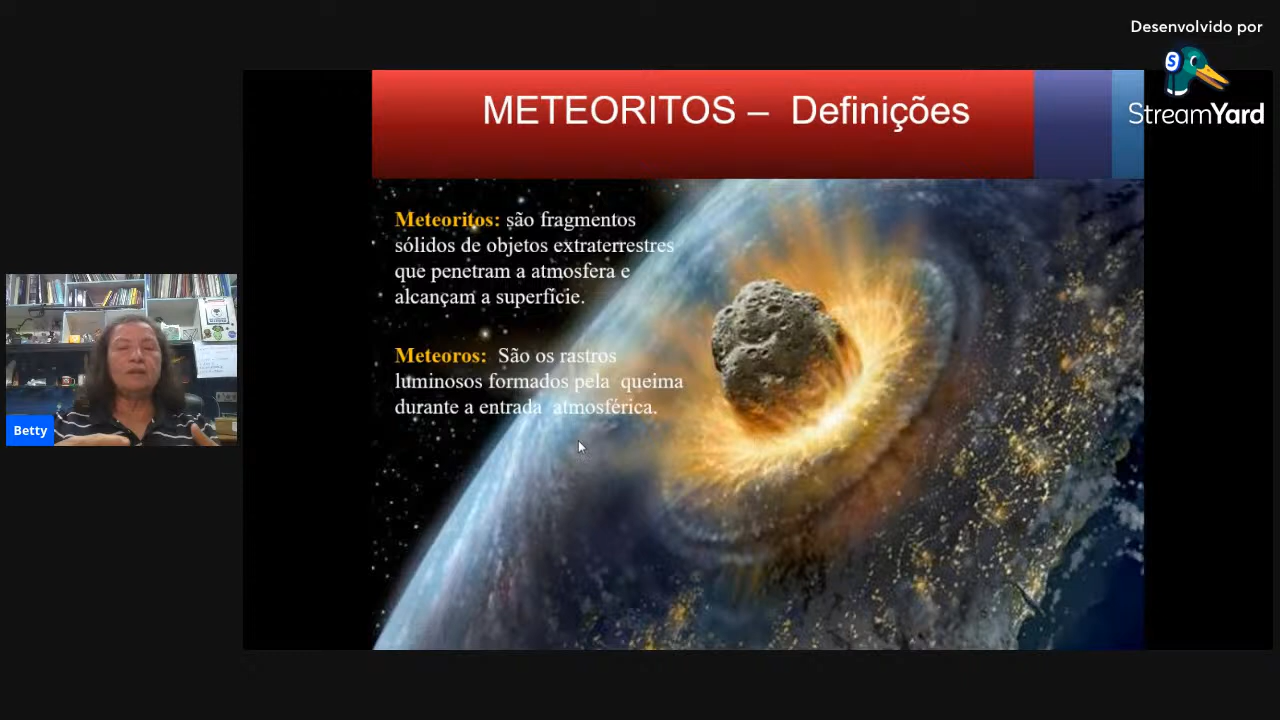 Desenvolvido por
StreamYard
METEORITOS – Definições
Meteoritos: são fragmentos
sólidos de objetos extraterrestres
que penetram a atmosfera e
alcançam a superfície.
Meteoros: São os rastros
luminosos formados pela queima
durante a entrada atmosférica.
Betty